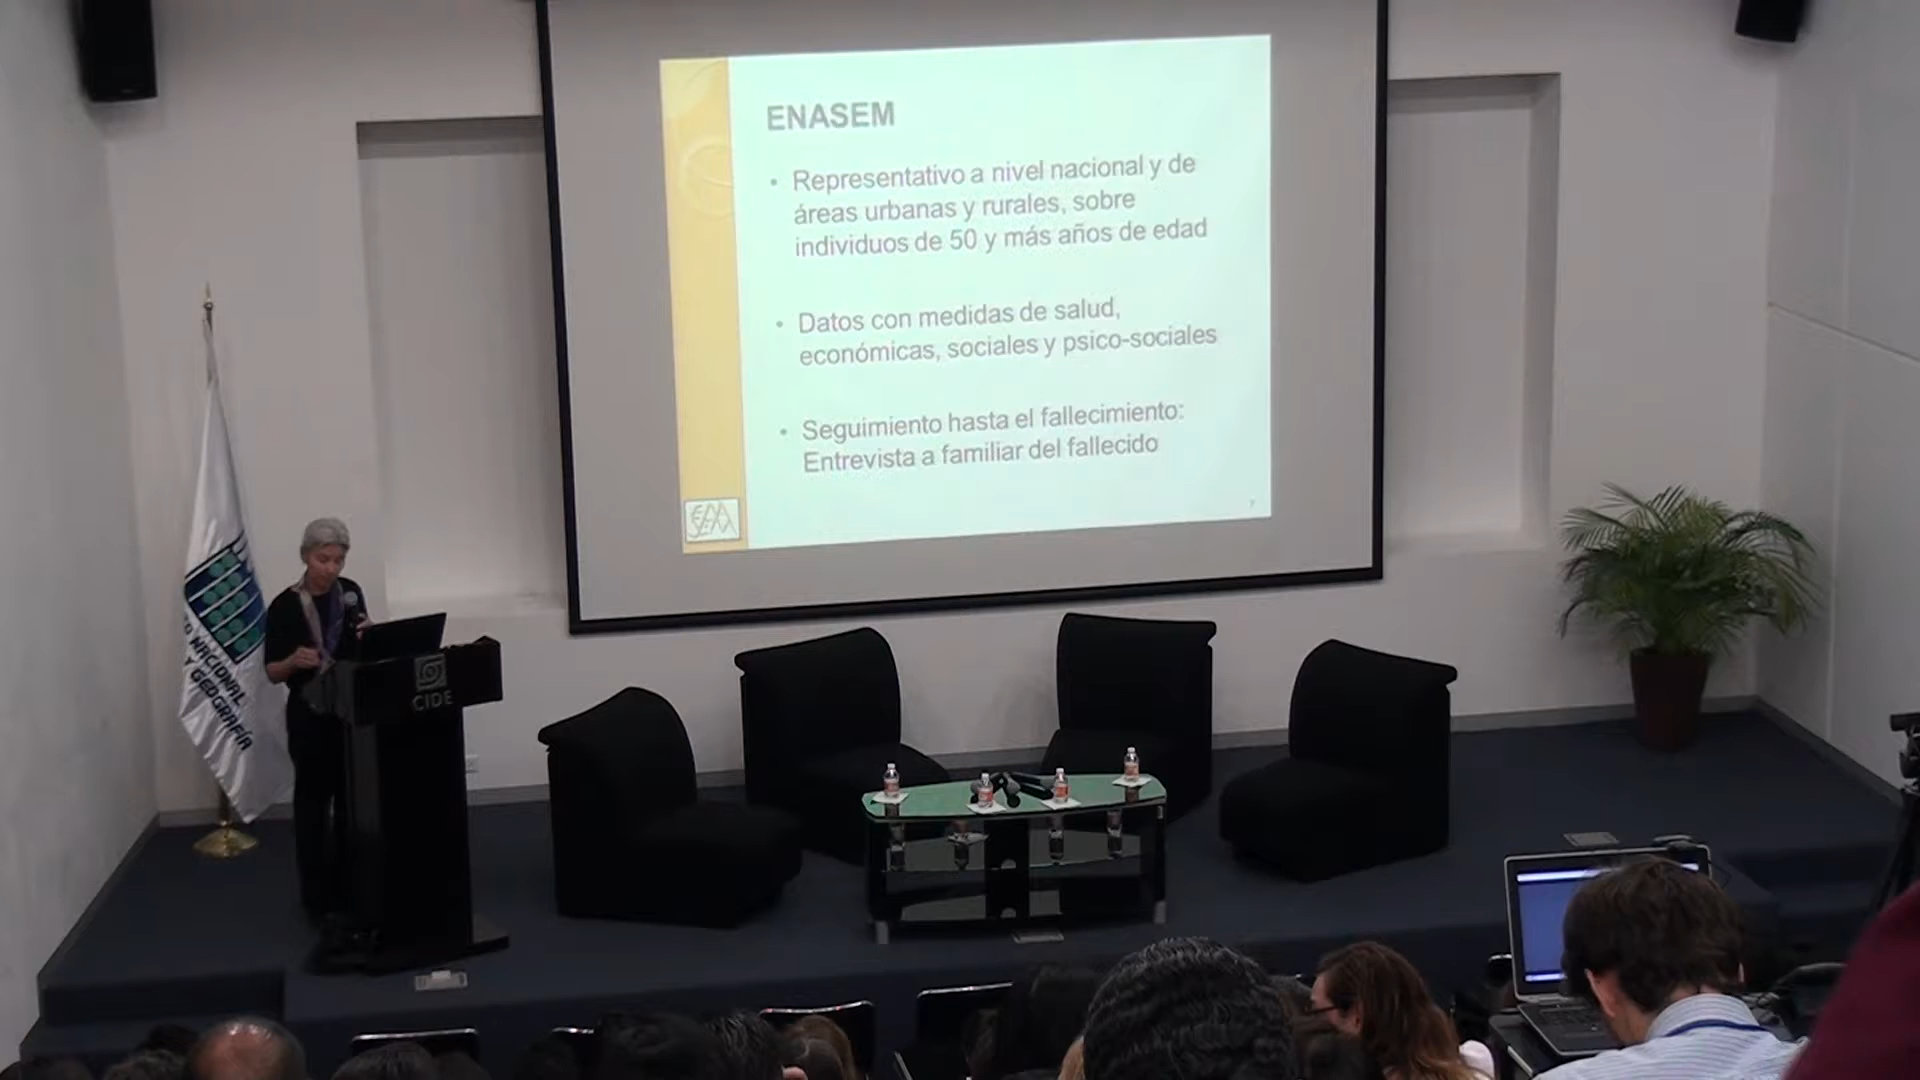 ENASEM
• Representativo a nivel nacional y de
áreas urbanas y rurales, sobre
individuos de 50 y más años de edad
• Datos con medidas de salud,
económicas, sociales y psico-sociales
• Seguimiento hasta el fallecimiento:
Entrevista a familiar del fallecido
7
CIDE
NACIONAL
Y GEOGRAFÍA